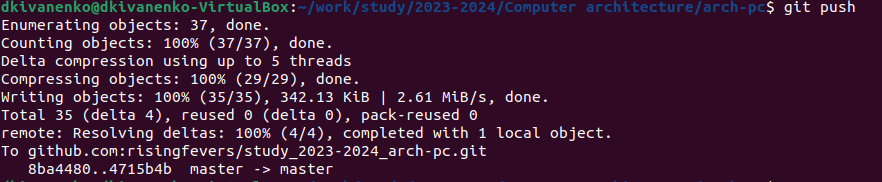 dkivanenko@dkivanenko-VirtualBox:~/work/study/2023-2024/Computer architecture/arch-pc$ git push
Enumerating objects: 37, done.
Counting objects: 100% (37/37), done.
Delta compression using up to 5 threads
Compressing objects: 100% (29/29), done.
Writing objects: 100% (35/35), 342.13 KiB | 2.61 MiB/s, done.
Total 35 (delta 4), reused 0 (delta 0), pack-reused 0
remote: Resolving deltas: 100% (4/4), completed with 1 local object.
To github.com:risingfevers/study_2023-2024_arch-pc.git
   8ba4480..4715b4b  master -> master